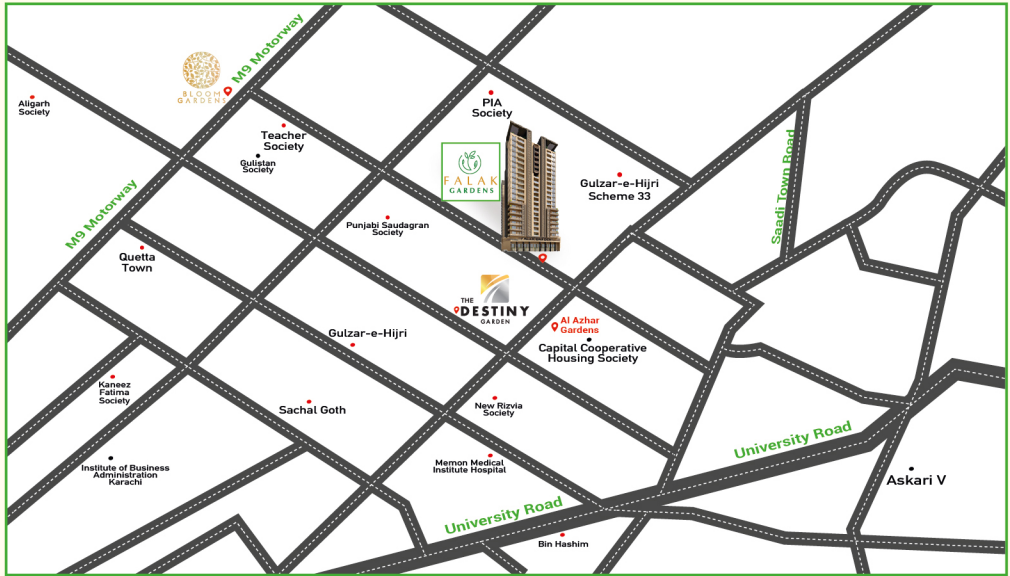 M9 Motorway
BLOOM
GARDENS
Aligarh
Society
Teacher
Society
Gulistan
Society
PIA
Society
FALAK
GARDENS
Gulzar-e-Hijri
Scheme 33
Saadi Town Road
M9 Motorway
Punjabi Saudagran
Society
Quetta
Town
THE
DESTINY
GARDEN
Al Azhar
Gardens
Capital Cooperative
Housing Society
Gulzar-e-Hijri
Kaneez
Fatima
Society
Sachal Goth
New Rizvia
Society
University Road
Institute of Business
Administration
Karachi
Memon Medical
Institute Hospital
Askari V
University Road
Bin Hashim